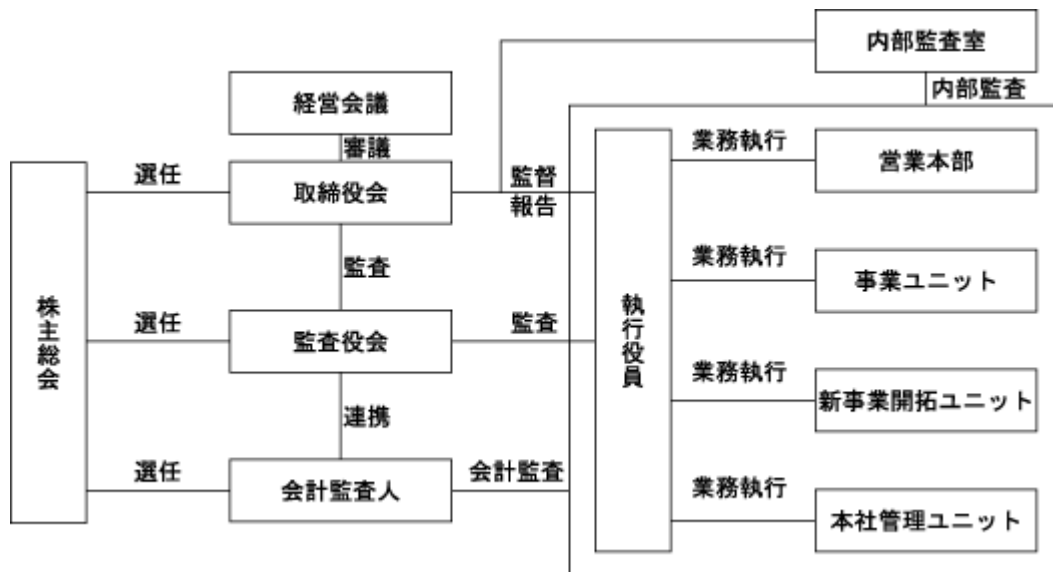 内部監査室
内部監査
経営会議
審議
業務執行
営業本部
選任
取締役会
監督
報告
監査
業務執行
事業ユニット
株主総会
選任
監査役会
監査
執行役員
業務執行
新事業開拓ユニット
連携
選任
会計監査人
会計監査
業務執行
本社管理ユニット